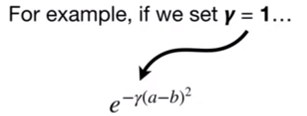 For example, if we set γ = 1...
e^{-γ(a-b)^2}